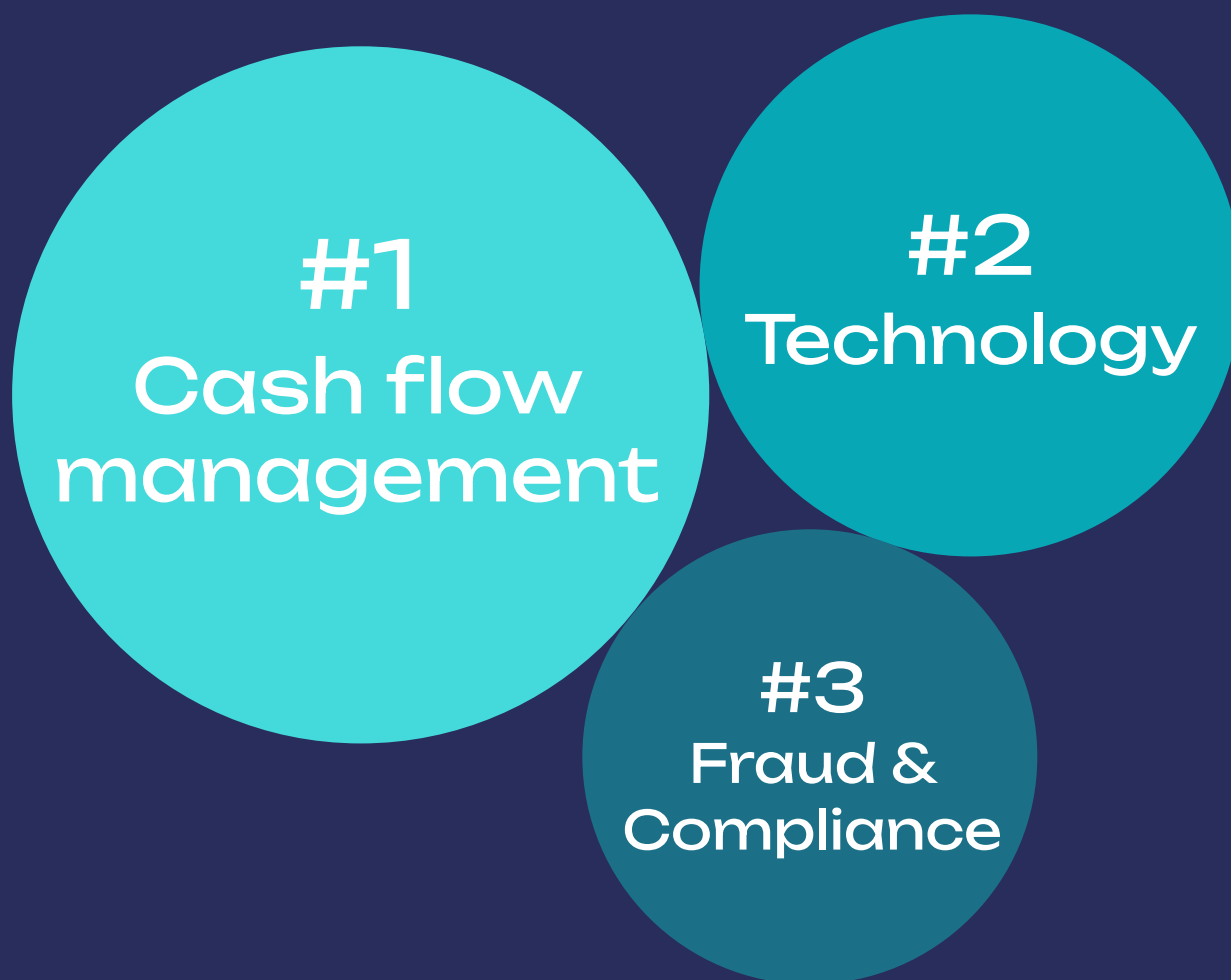 #1
Cash flow
management
#2
Technology
#3
Fraud &
Compliance